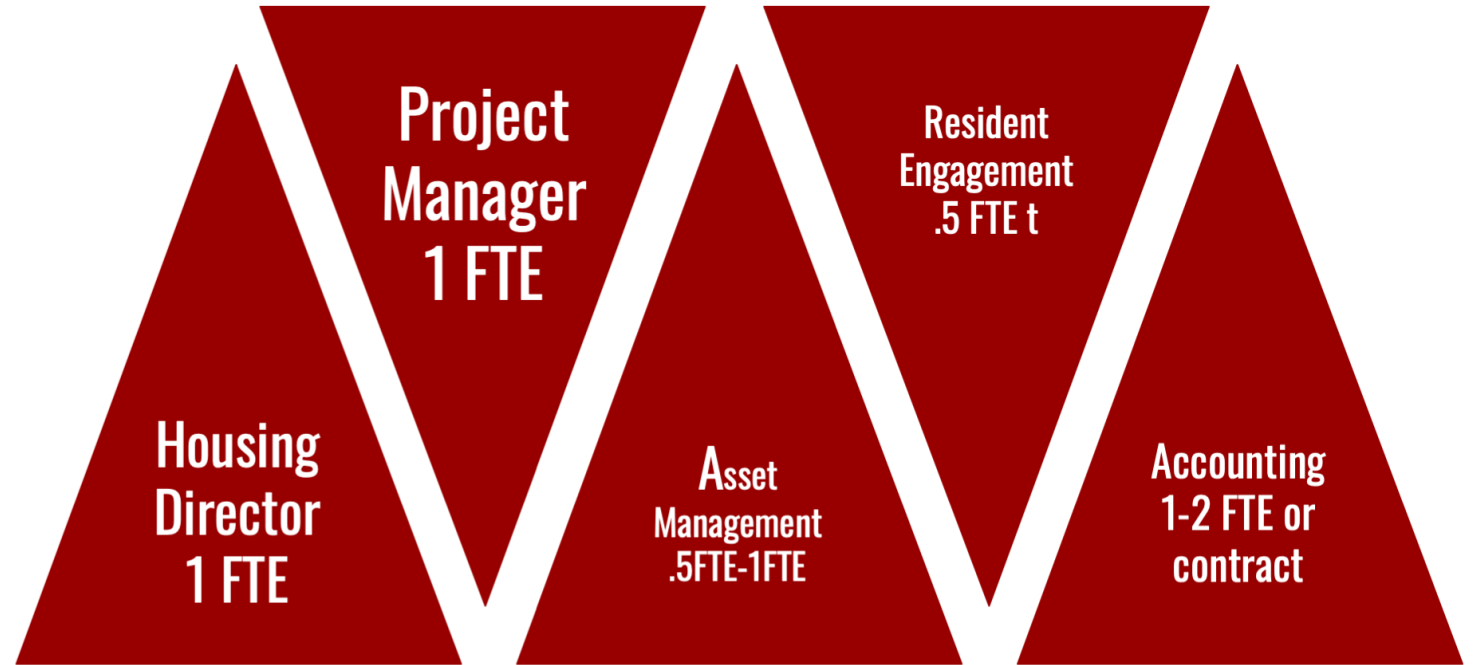 Housing
Director
1 FTE
Project
Manager
1 FTE
Asset
Management
.5FTE-1FTE
Resident
Engagement
.5 FTE t
Accounting
1-2 FTE or
contract